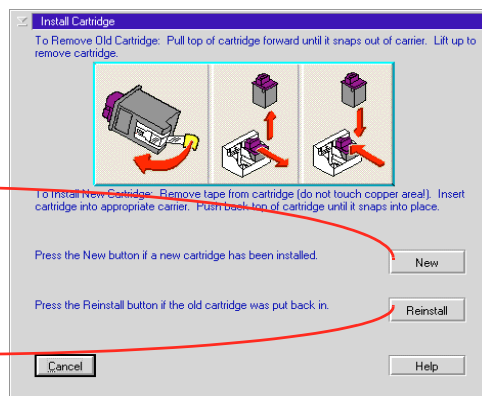 Install Cartridge
To Remove Old Cartridge: Pull top of cartridge forward until it snaps out of carrier. Lift up to
remove cartridge.
To Install New Cartridge: Remove tape from cartridge (do not touch copper area!). Insert
cartridge into appropriate carrier. Push back top of cartridge until it snaps into place.
Press the New button if a new cartridge has been installed.
New
Press the Reinstall button if the old cartridge was put back in.
Reinstall
Cancel
Help